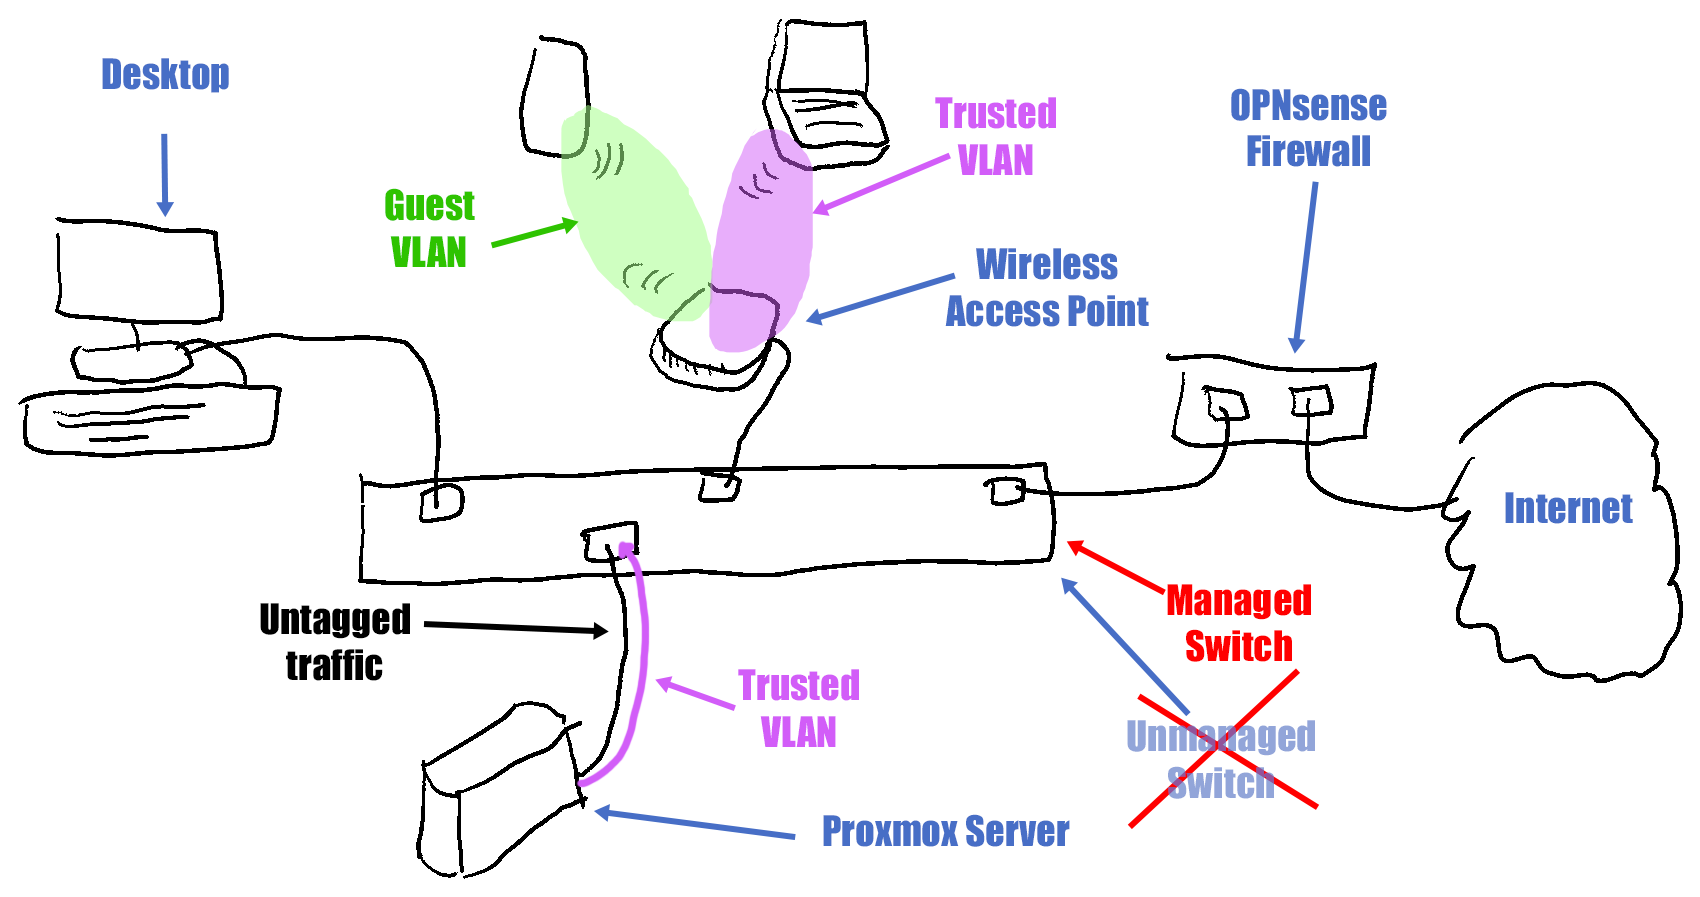 Desktop
Guest
VLAN
Trusted
VLAN
Wireless
Access Point
OPNsense
Firewall
Internet
Managed
Switch
Unmanaged
Switch
Untagged
traffic
Trusted
VLAN
Proxmox Server